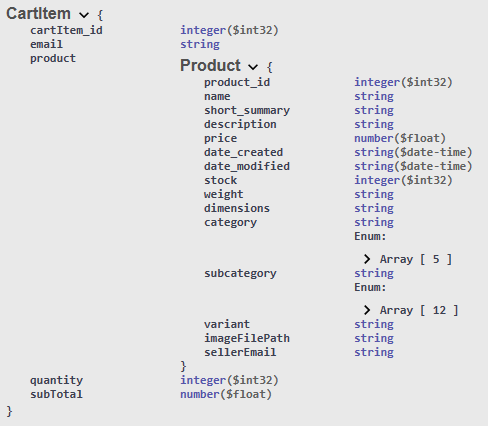 CartItem {
cartItem_id integer($int32)
email string
product
Product {
product_id integer($int32)
name string
short_summary string
description string
price number($float)
date_created string($date-time)
date_modified string($date-time)
stock integer($int32)
weight string
dimensions string
category string
Enum:
Array [ 5 ]
subcategory string
Enum:
Array [ 12 ]
variant string
imageFilePath string
sellerEmail string
}
quantity integer($int32)
subTotal number($float)
}